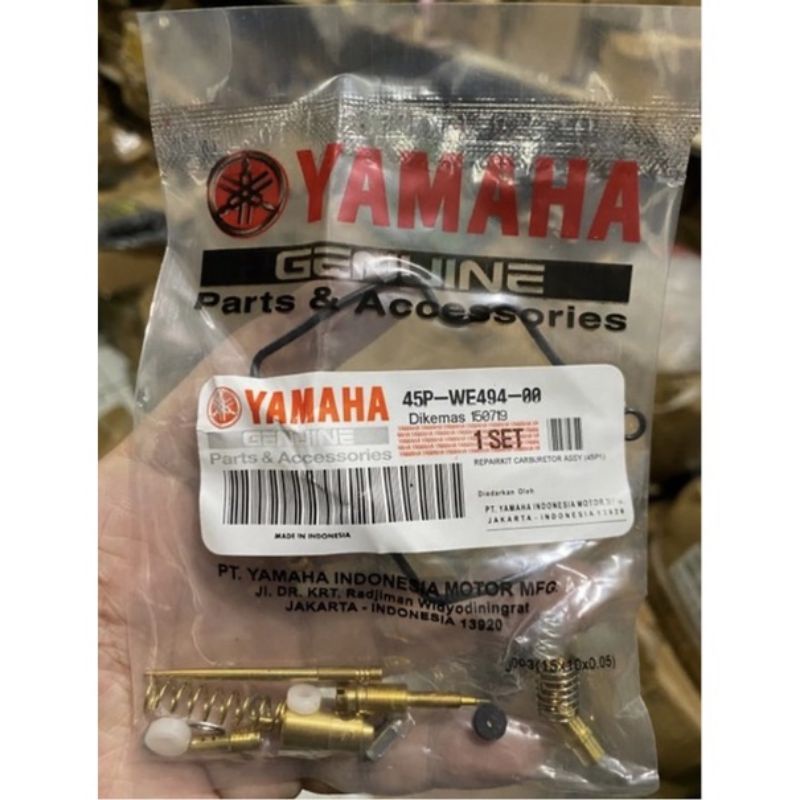 YAMAHA
GENUINE
Parts & Accessories
YAMAHA
GENUINE
Parts & Accessories
MADE IN INDONESIA
45P-WE494-00
Dikemas 150719
1 SET
REPAIRKIT CARBURETOR ASSY (45P1)
Diedarkan Oleh
PT. YAMAHA INDONESIA MOTOR
JAKARTA - INDONESIA 13920
PT. YAMAHA INDONESIA MOTOR MFG.
Jl. DR. KRT. Radjiman Widyodiningrat
JAKARTA - INDONESIA 13920
(15x10x0.05)